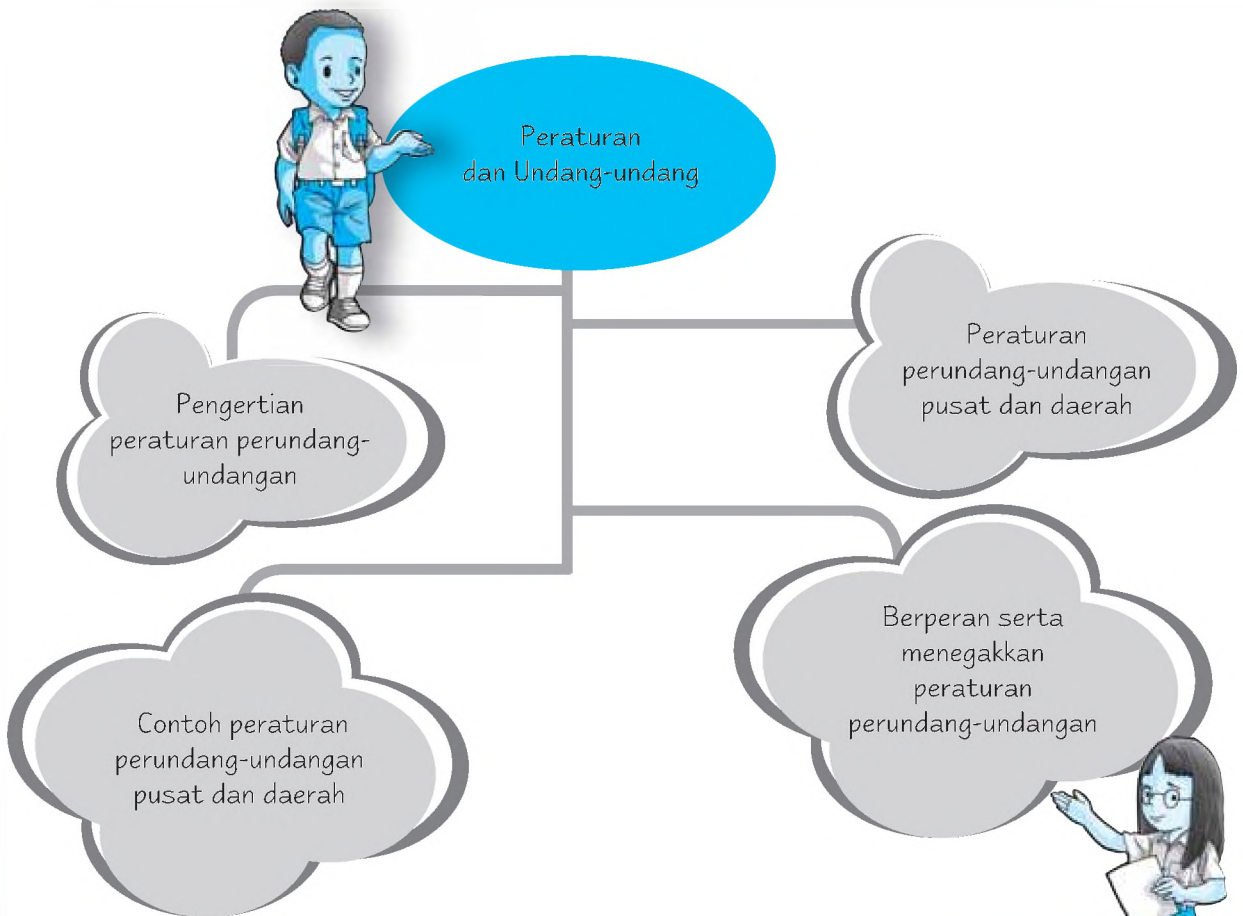 Peraturan
dan Undang-undang
Pengertian
peraturan perundang-
undangan
Peraturan
perundang-undangan
pusat dan daerah
Contoh peraturan
perundang-undangan
pusat dan daerah
Berperan serta
menegakkan
peraturan
perundang-undangan